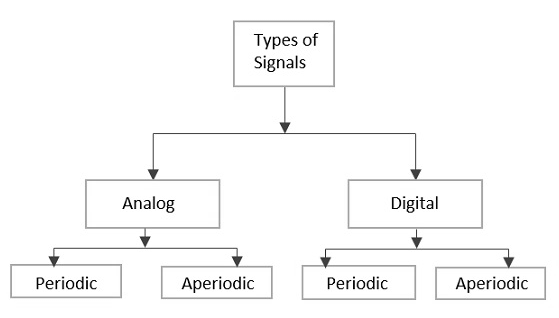 Types of
Signals
Analog
Digital
Periodic
Aperiodic
Periodic
Aperiodic